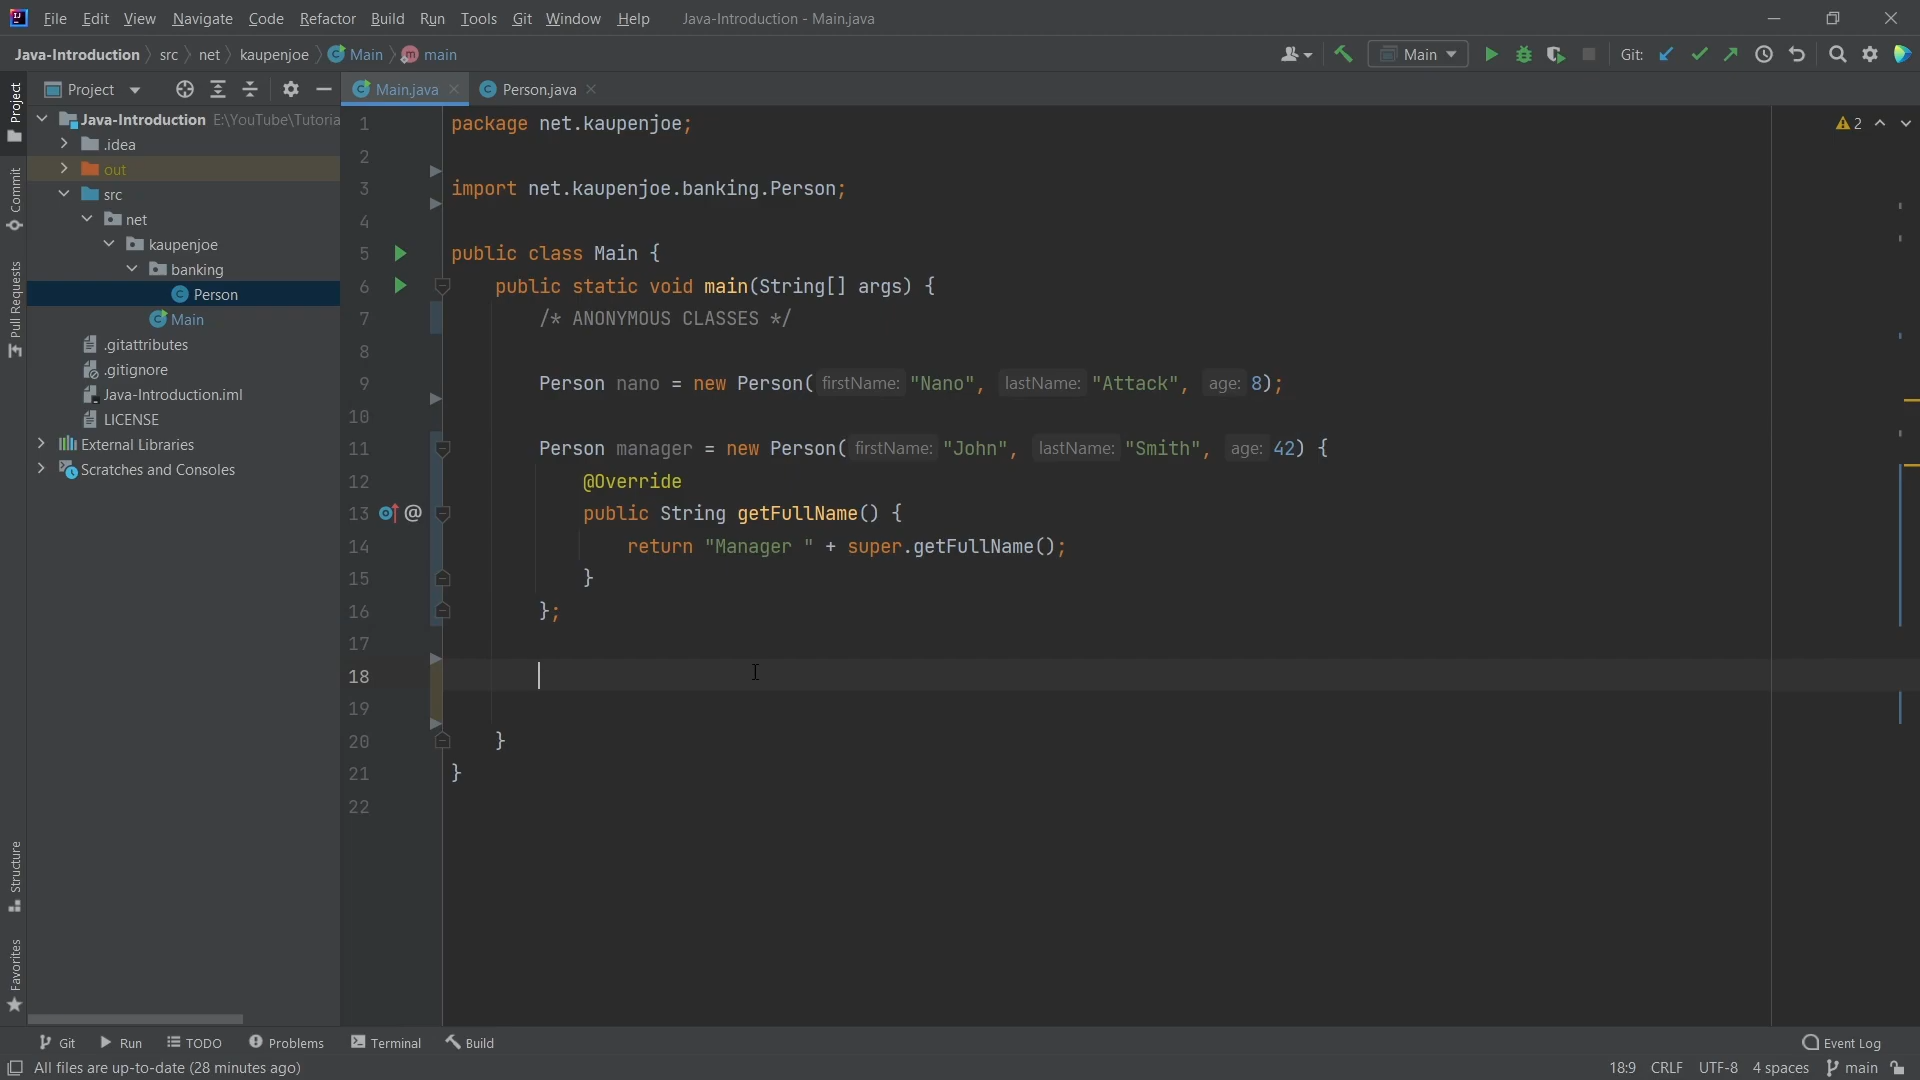 File Edit View Navigate Code Refactor Build Run Tools Git Window Help Java-Introduction - Main.java
Java-Introduction src net kaupenjoe Main main Main Git:
Project Main.java Person.java
Project
Commit
Pull Requests
Structure
Favorites
Java-Introduction E:\YouTube\Tutoria
.idea
out
src
net
kaupenjoe
banking
Person
Main
.gitattributes
.gitignore
Java-Introduction.iml
LICENSE
External Libraries
Scratches and Consoles
1 package net.kaupenjoe; 2
2
3 import net.kaupenjoe.banking.Person;
4
5 public class Main {
6 public static void main(String[] args) {
7 /* ANONYMOUS CLASSES */
8
9 Person nano = new Person( firstName: "Nano", lastName: "Attack", age: 8);
10
11 Person manager = new Person( firstName: "John", lastName: "Smith", age: 42) {
12 @Override
13 @ public String getFullName() {
14 return "Manager " + super.getFullName();
15 }
16 };
17
18
19
20 }
21 }
22
Git Run TODO Problems Terminal Build Event Log
All files are up-to-date (28 minutes ago) 18:9 CRLF UTF-8 4 spaces main